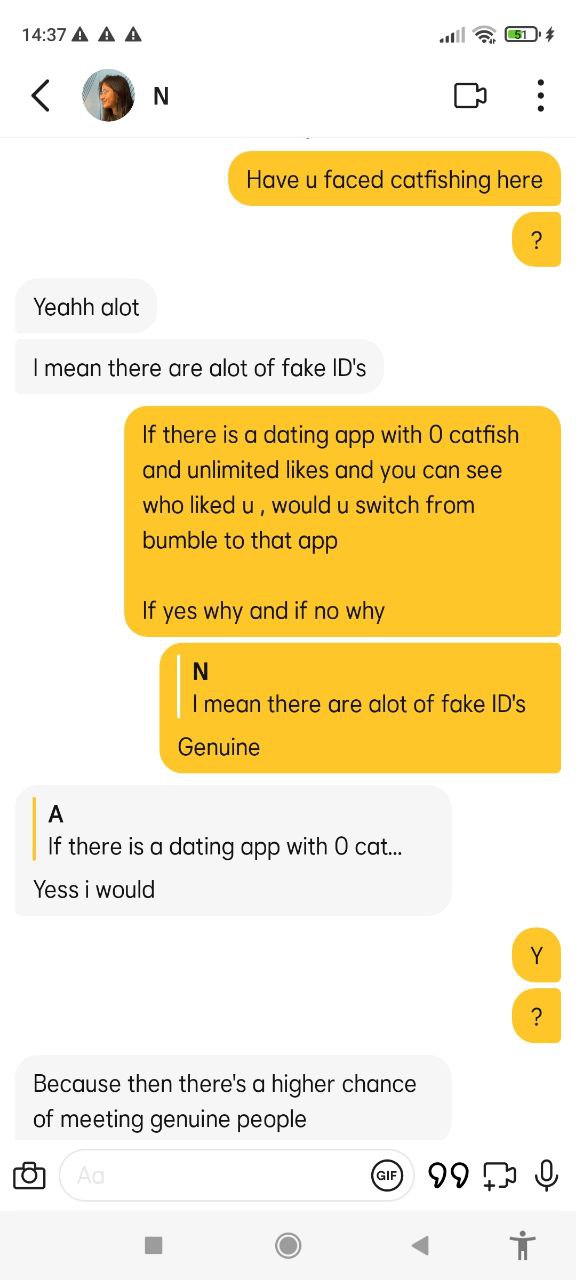 14:37
51
N
Have u faced catfishing here
?
Yeahh alot
I mean there are alot of fake ID's
If there is a dating app with 0 catfish
and unlimited likes and you can see
who liked u , would u switch from
bumble to that app
If yes why and if no why
N
I mean there are alot of fake ID's
Genuine
A
If there is a dating app with 0 cat...
Yess i would
Y
?
Because then there's a higher chance
of meeting genuine people
Aa
GIF